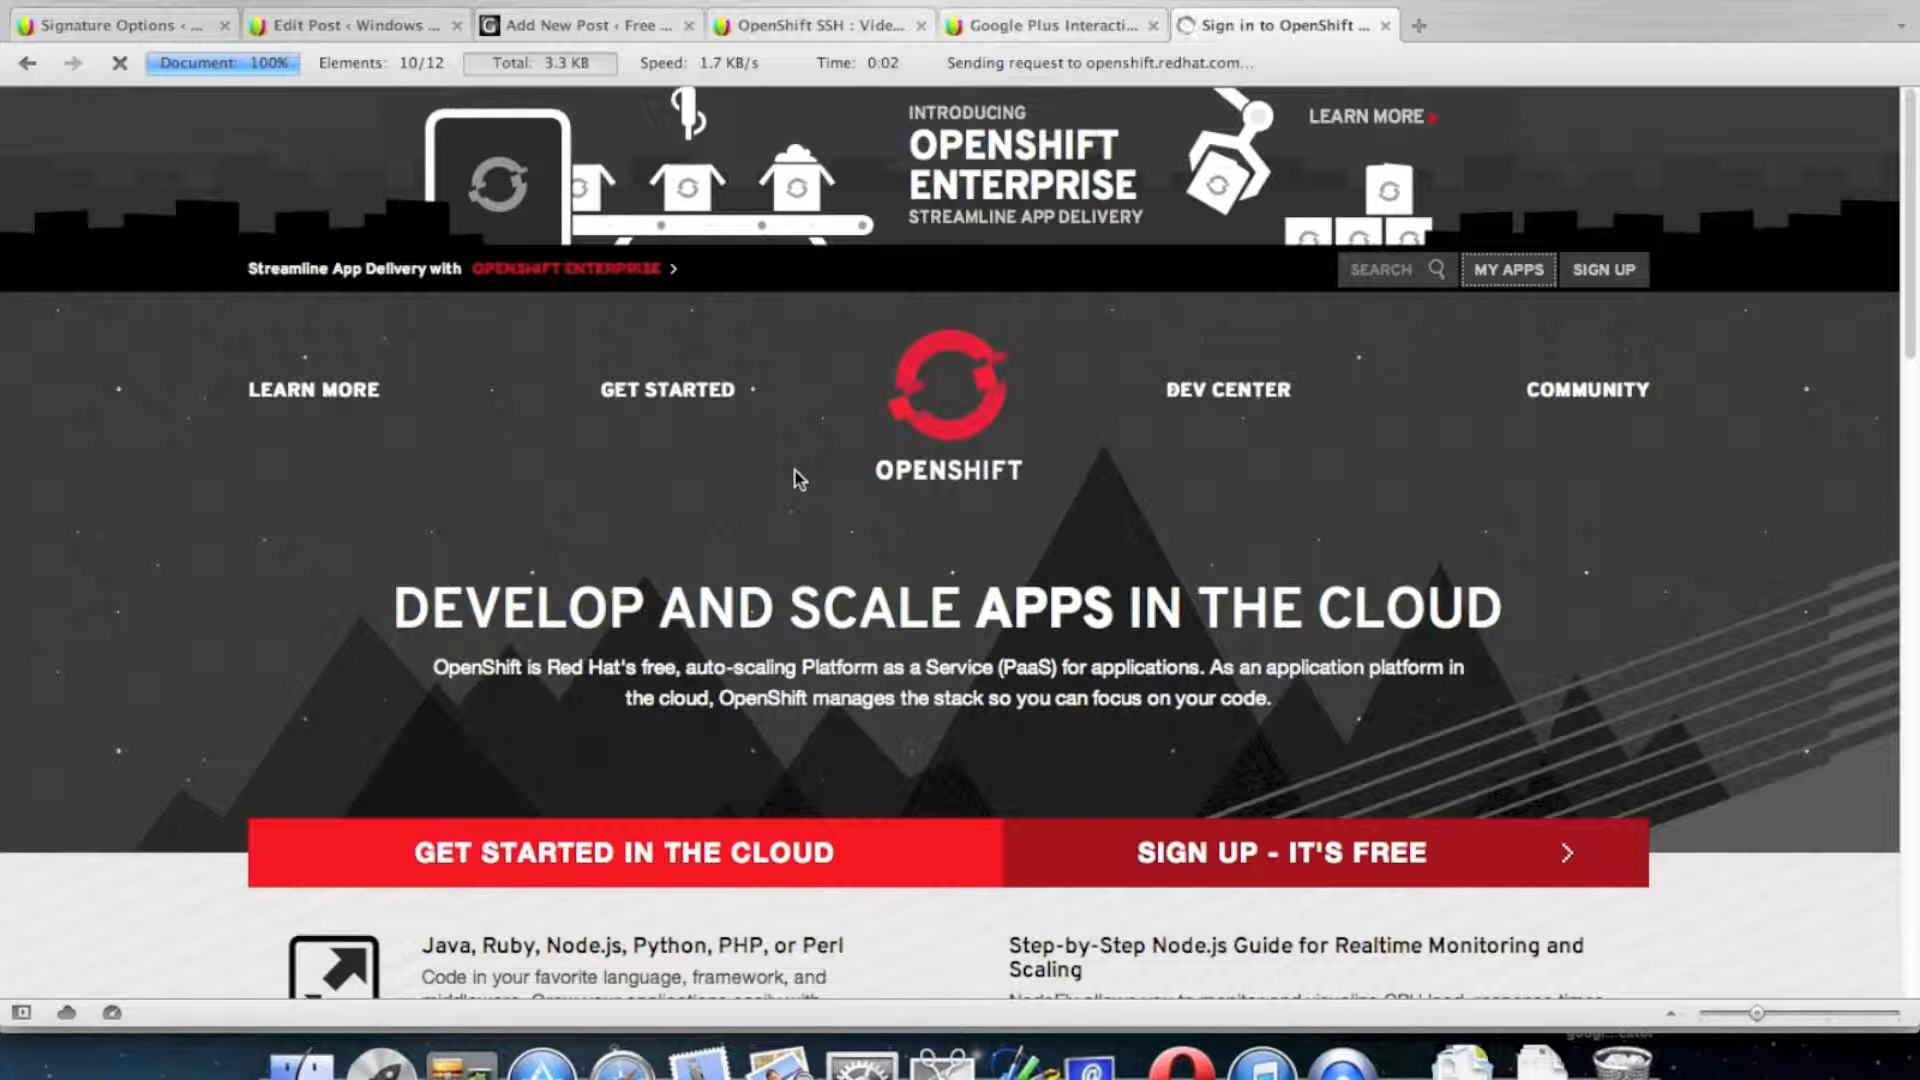 Signature Options ‹ ...
Edit Post ‹ Windows ...
Add New Post ‹ Free ...
OpenShift SSH : Vide...
Google Plus Interacti...
Sign in to OpenShift ...
Document: 100%
Elements: 10/12
Total: 3.3 KB
Speed: 1.7 KB/s
Time: 0:02
Sending request to openshift.redhat.com...
INTRODUCING
OPENSHIFT
ENTERPRISE
STREAMLINE APP DELIVERY
LEARN MORE
Streamline App Delivery with OPENSHIFT ENTERPRISE >
SEARCH
MY APPS
SIGN UP
LEARN MORE
GET STARTED
DEV CENTER
COMMUNITY
OPENSHIFT
DEVELOP AND SCALE APPS IN THE CLOUD
OpenShift is Red Hat's free, auto-scaling Platform as a Service (PaaS) for applications. As an application platform in
the cloud, OpenShift manages the stack so you can focus on your code.
GET STARTED IN THE CLOUD
SIGN UP - IT'S FREE
Java, Ruby, Node.js, Python, PHP, or Perl
Code in your favorite language, framework, and
Step-by-Step Node.js Guide for Realtime Monitoring and
Scaling